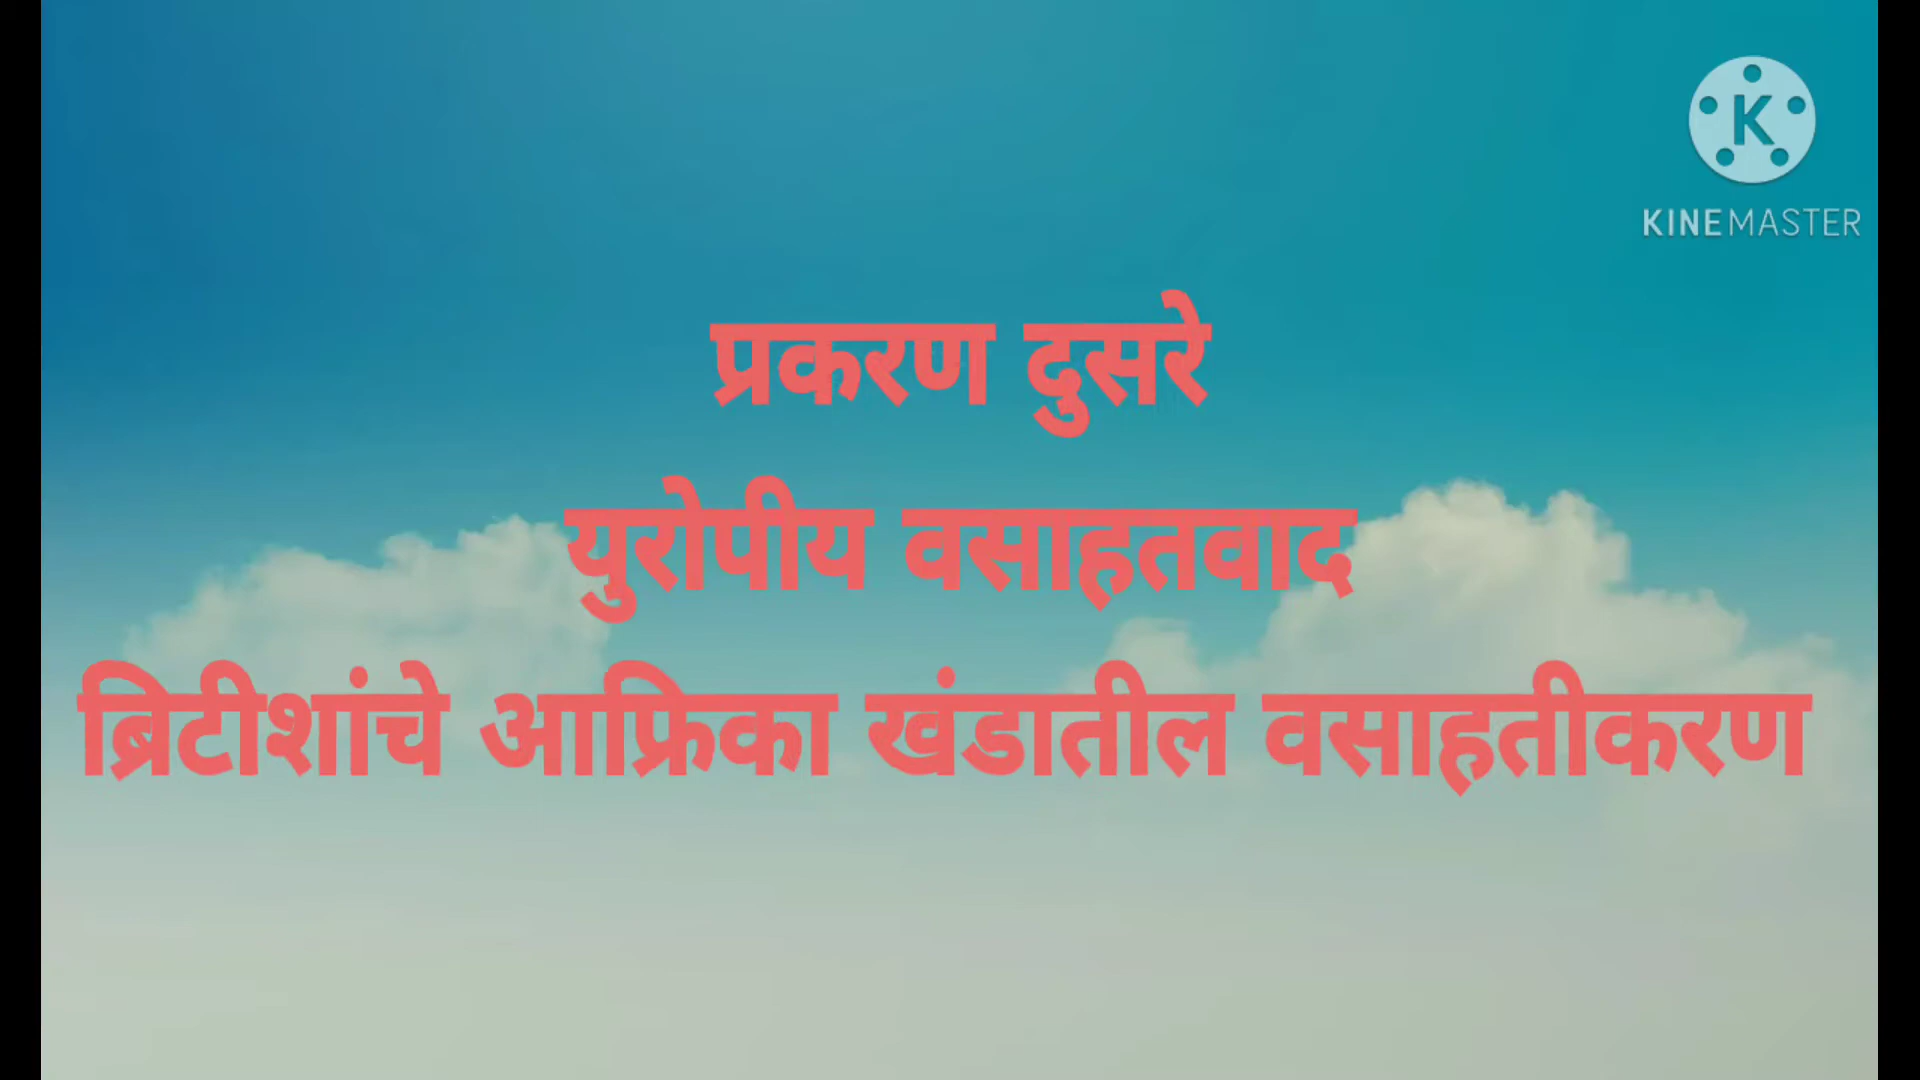 K
KINEMASTER
प्रकरण दुसरे
युरोपीय वसाहतवाद
ब्रिटीशांचे आफ्रिका खंडातील वसाहतीकरण